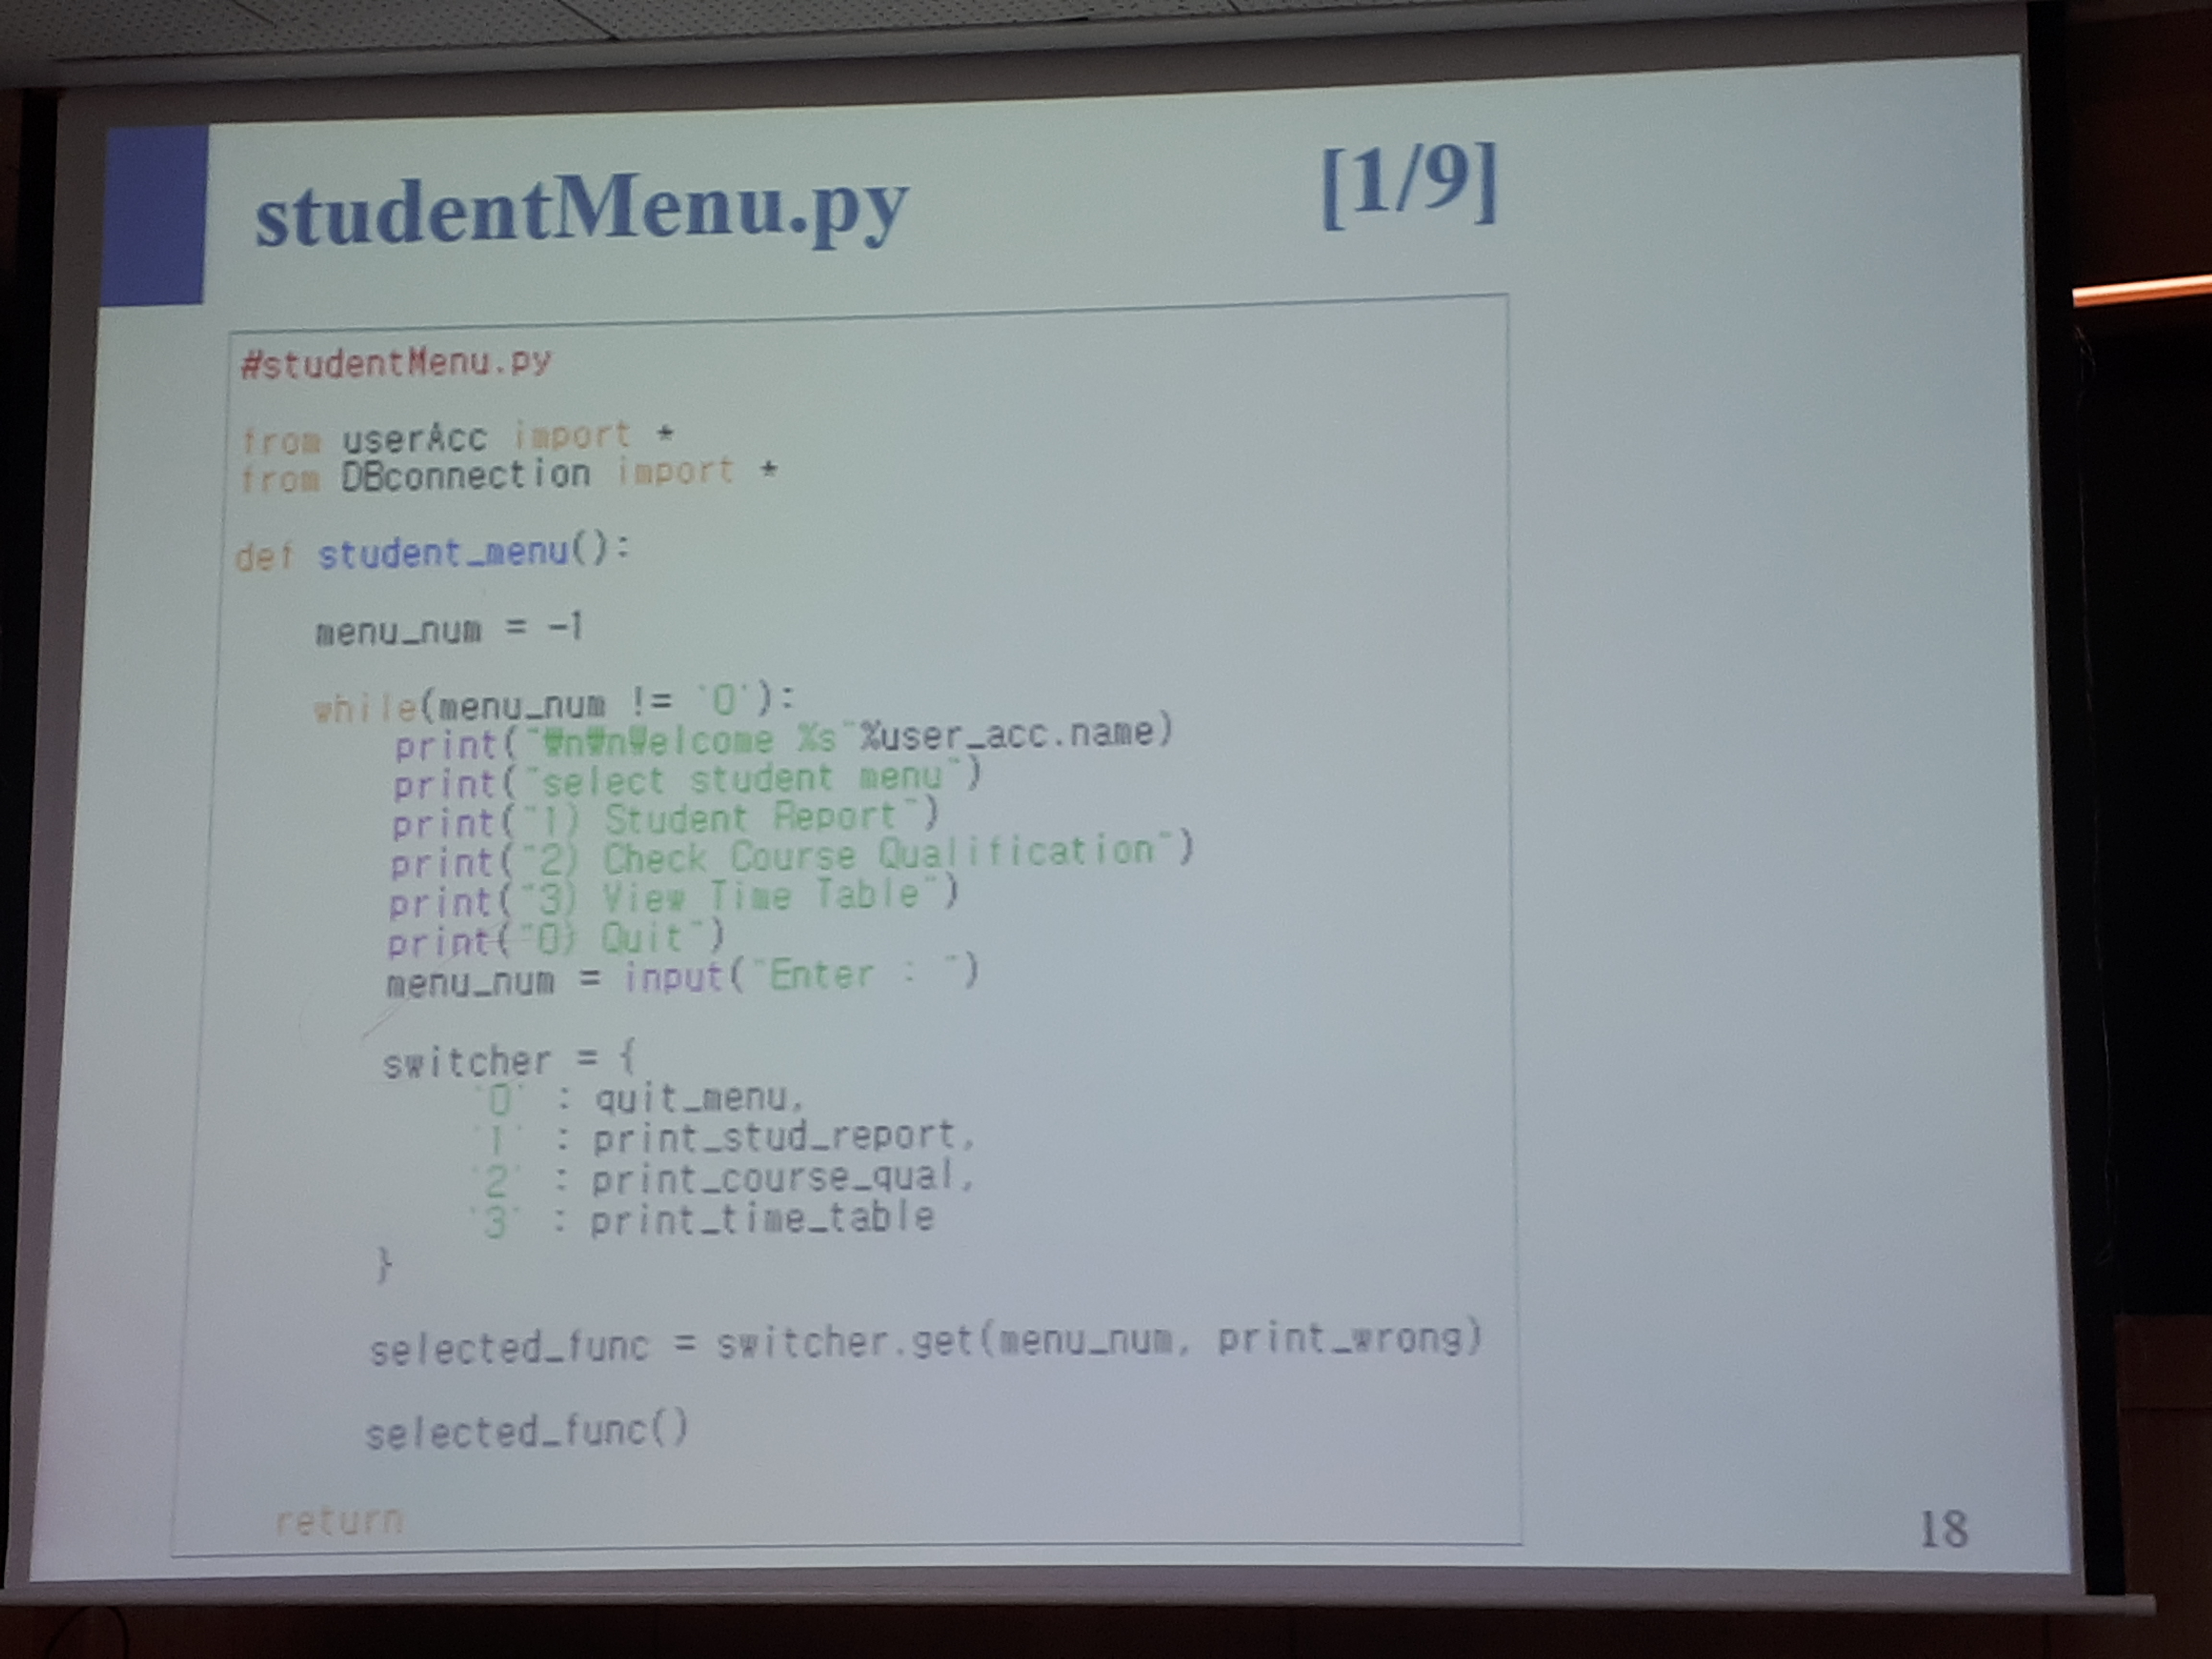 studentMenu.py [1/9]
#studentMenu.py
from userAcc import *
from DBconnection import *
def student_menu():
    menu_num = -1
    while(menu_num != '0'):
        print("₩n₩nWelcome %s"%user_acc.name)
        print("select student menu")
        print("1) Student Report")
        print("2) Check Course Qualification")
        print("3) View Time Table")
        print("0) Quit")
        menu_num = input("Enter : ")
        switcher = {
            '0' : quit_menu,
            '1' : print_stud_report,
            '2' : print_course_qual,
            '3' : print_time_table
        }
        selected_func = switcher.get(menu_num, print_wrong)
        selected_func()
    return
18